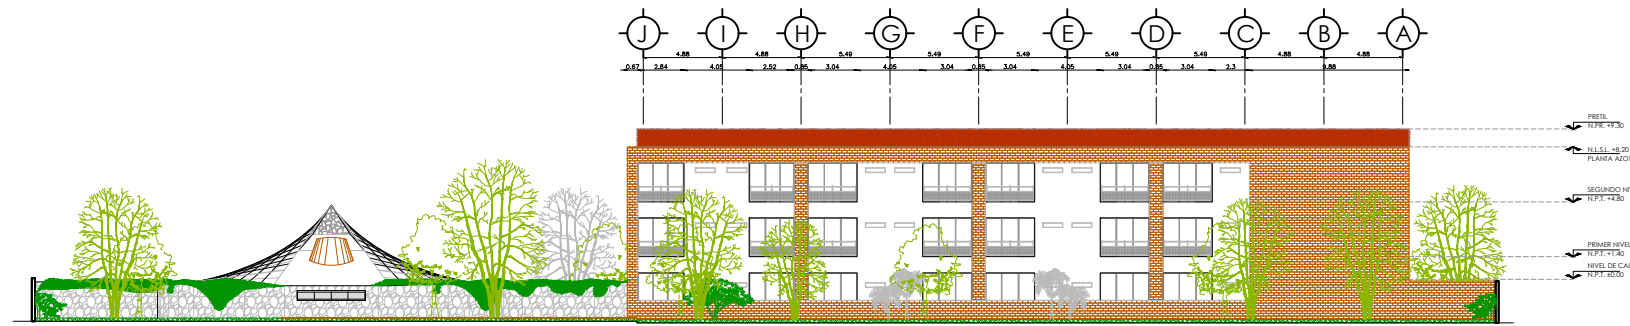 J I H G F E D C B A
4.88 4.88 5.49 5.49 5.49 5.49 5.49 4.88 4.88
0.67 2.84 4.05 2.52 0.85 3.04 4.05 3.04 0.85 3.04 4.05 3.04 0.85 3.04 2.3 9.88
PRETIL
N.PR. +9.30
N.L.S.L. +8.20
PLANTA AZOT
SEGUNDO NI
N.P.T. +4.80
PRIMER NIVEL
N.P.T. +1.40
NIVEL DE CAL
N.P.T. ±0.00